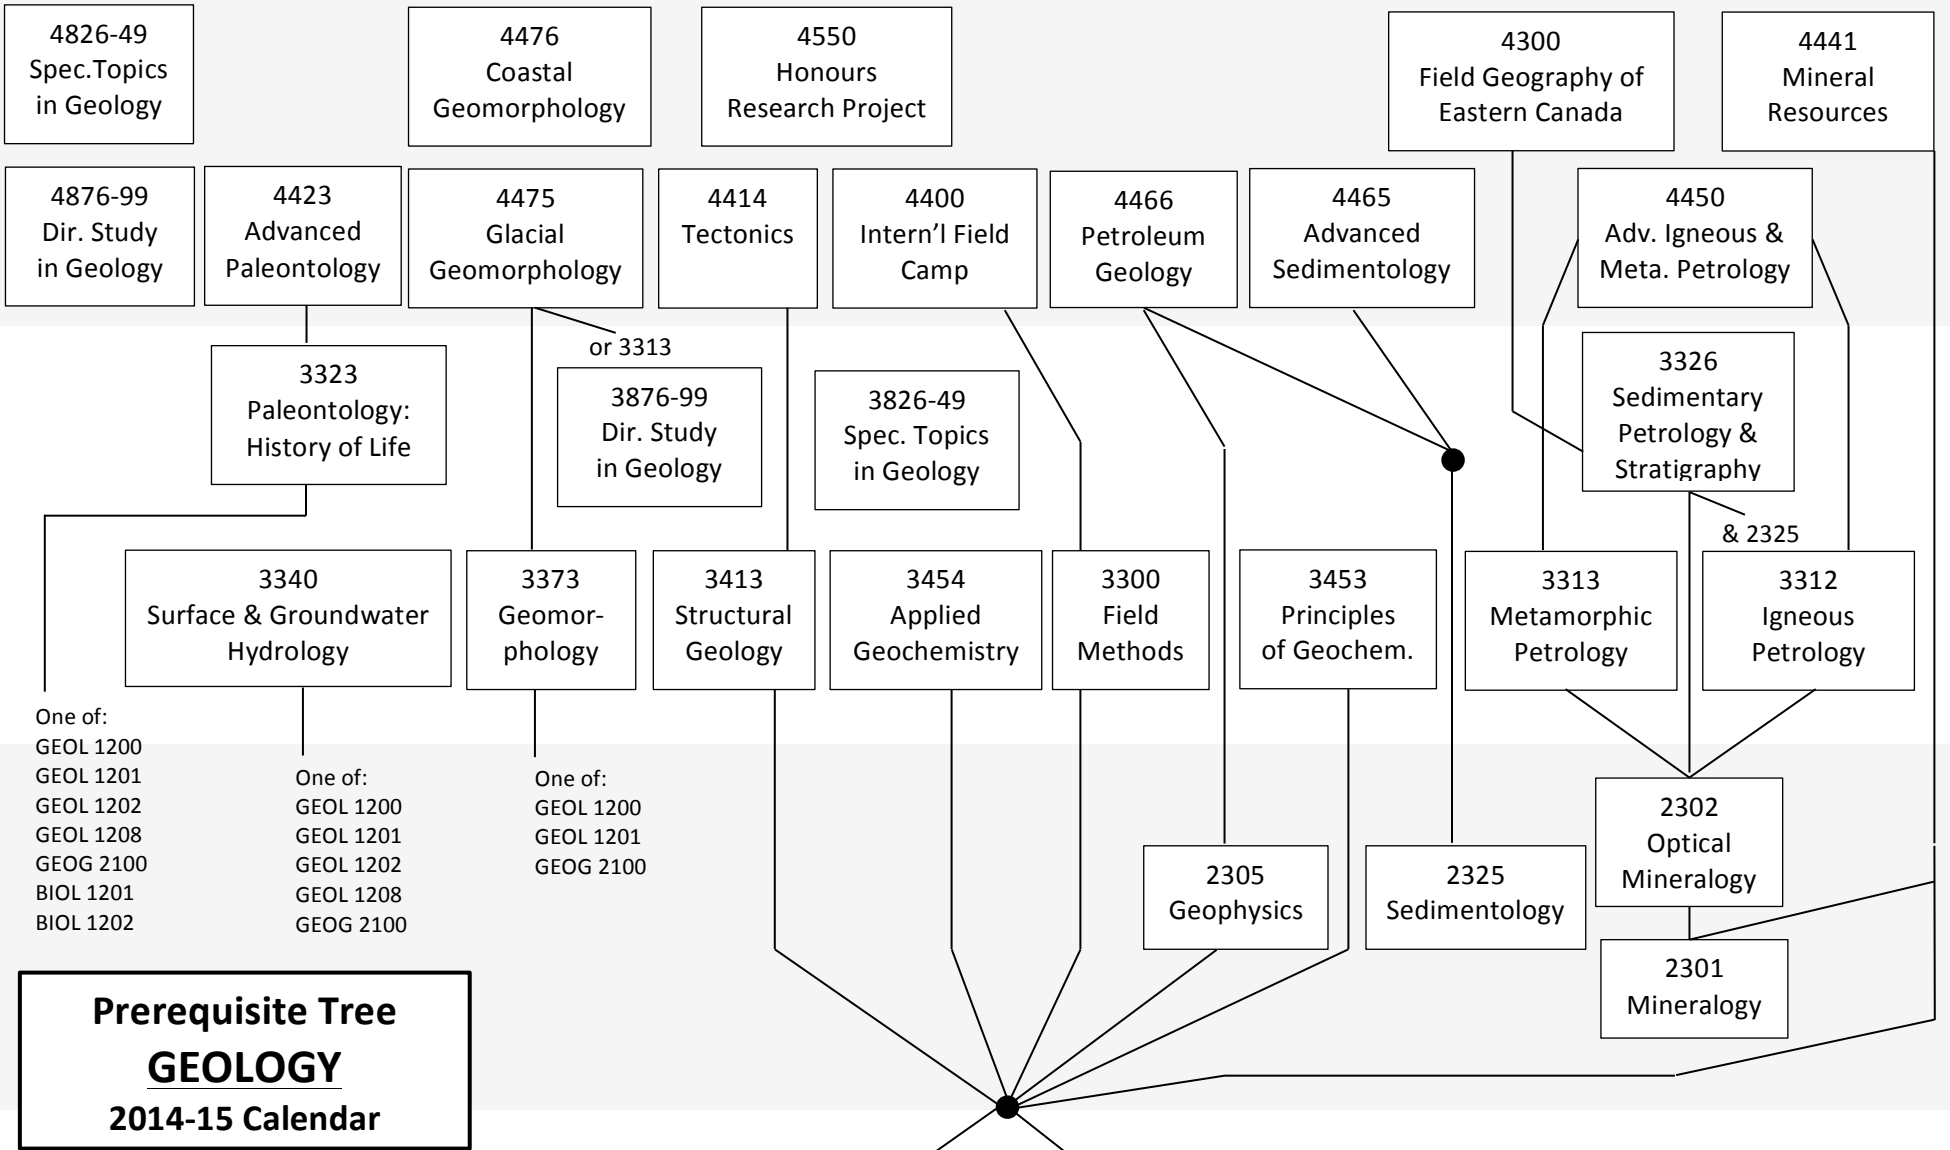 4826-49
Spec.Topics
in Geology
4476
Coastal
Geomorphology
4550
Honours
Research Project
4300
Field Geography of
Eastern Canada
4441
Mineral
Resources
4876-99
Dir. Study
in Geology
4423
Advanced
Paleontology
4475
Glacial
Geomorphology
4414
Tectonics
4400
Intern’l Field
Camp
4466
Petroleum
Geology
4465
Advanced
Sedimentology
4450
Adv. Igneous &
Meta. Petrology
or 3313
3323
Paleontology:
History of Life
3876-99
Dir. Study
in Geology
3826-49
Spec. Topics
in Geology
3326
Sedimentary
Petrology &
Stratigraphy
& 2325
3340
Surface & Groundwater
Hydrology
3373
Geomor-
phology
3413
Structural
Geology
3454
Applied
Geochemistry
3300
Field
Methods
3453
Principles
of Geochem.
3313
Metamorphic
Petrology
3312
Igneous
Petrology
One of:
GEOL 1200
GEOL 1201
GEOL 1202
GEOL 1208
GEOG 2100
BIOL 1201
BIOL 1202
One of:
GEOL 1200
GEOL 1201
GEOL 1202
GEOL 1208
GEOG 2100
One of:
GEOL 1200
GEOL 1201
GEOG 2100
2305
Geophysics
2325
Sedimentology
2302
Optical
Mineralogy
2301
Mineralogy
Prerequisite Tree
GEOLOGY
2014-15 Calendar